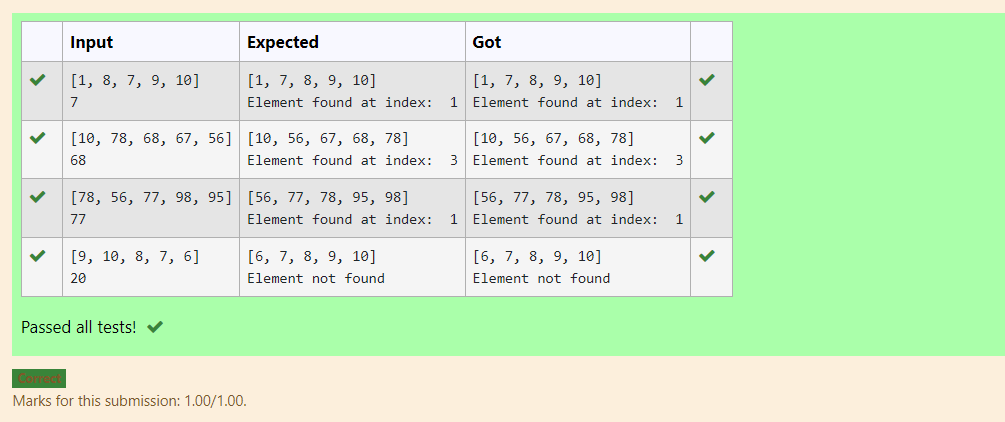 Input Expected Got
[1, 8, 7, 9, 10] [1, 7, 8, 9, 10] [1, 7, 8, 9, 10]
7 Element found at index:  1 Element found at index:  1
[10, 78, 68, 67, 56] [10, 56, 67, 68, 78] [10, 56, 67, 68, 78]
68 Element found at index:  3 Element found at index:  3
[78, 56, 77, 98, 95] [56, 77, 78, 95, 98] [56, 77, 78, 95, 98]
77 Element found at index:  1 Element found at index:  1
[9, 10, 8, 7, 6] [6, 7, 8, 9, 10] [6, 7, 8, 9, 10]
20 Element not found Element not found
Passed all tests!
Correct
Marks for this submission: 1.00/1.00.